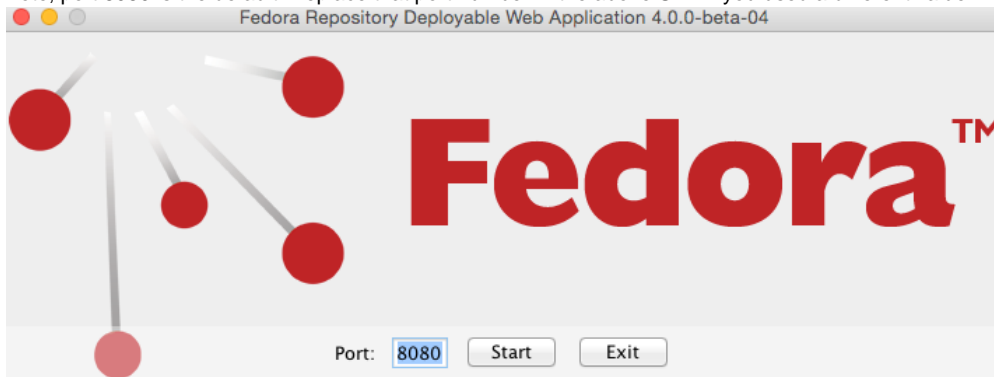 Fedora Repository Deployable Web Application 4.0.0-beta-04
Fedora™
Port: 8080 Start Exit